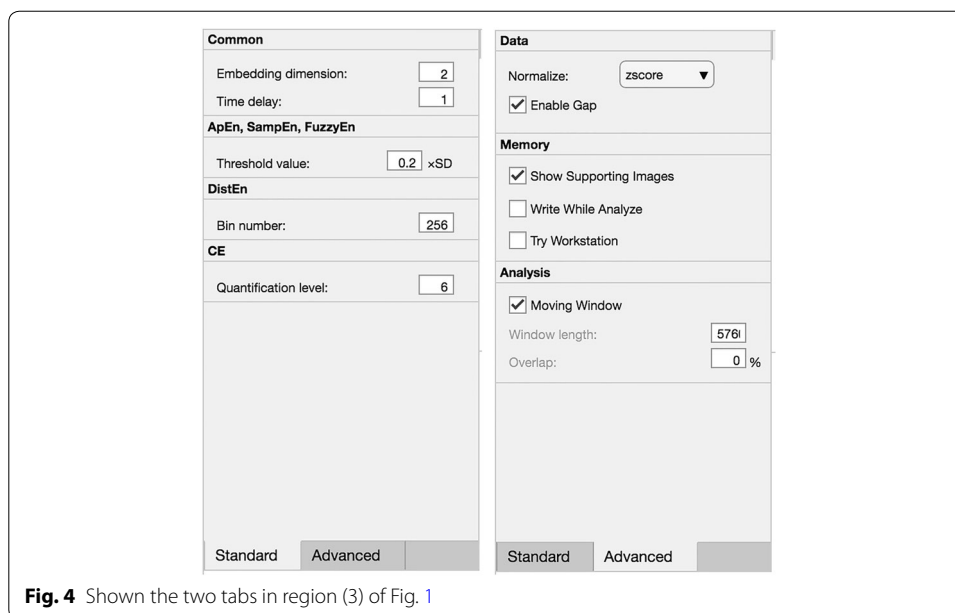 Common
Embedding dimension: 2
Time delay: 1
ApEn, SampEn, FuzzyEn
Threshold value: 0.2 ×SD
DistEn
Bin number: 256
CE
Quantification level: 6
Standard Advanced
Data
Normalize: zscore
Enable Gap
Memory
Show Supporting Images
Write While Analyze
Try Workstation
Analysis
Moving Window
Window length:
Overlap: 0 %
Standard Advanced
Fig. 4 Shown the two tabs in region (3) of Fig. 1